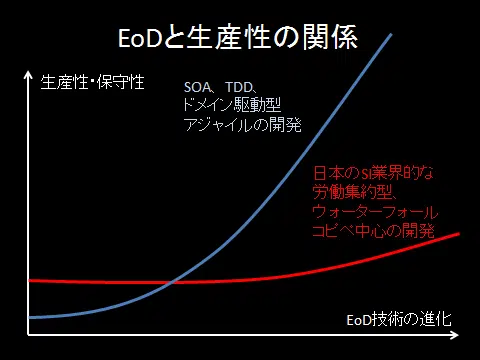 EoDと生産性の関係
生産性・保守性
SOA、TDD、
ドメイン駆動型
アジャイルの開発
日本のSI業界的な
労働集約型、
ウォーターフォール
コピペ中心の開発
EoD技術の進化